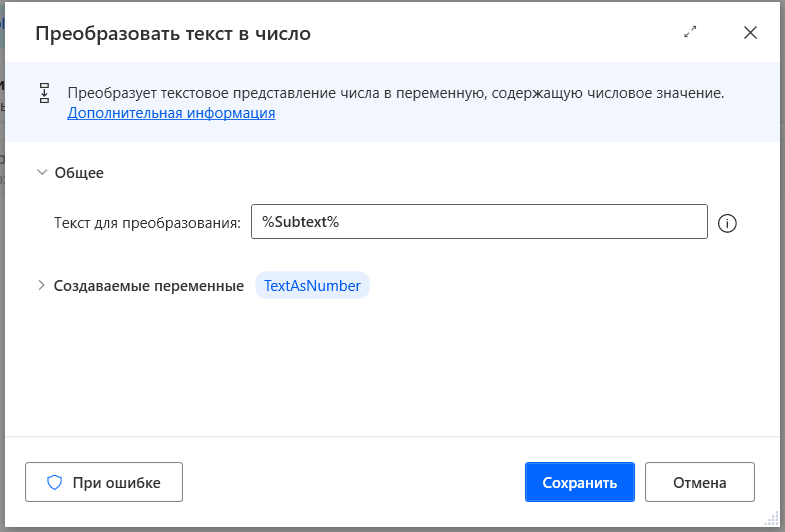 Преобразовать текст в число
Преобразует текстовое представление числа в переменную, содержащую числовое значение.
Дополнительная информация
Общее
Текст для преобразования: %Subtext%
Создаваемые переменные TextAsNumber
При ошибке Сохранить Отмена